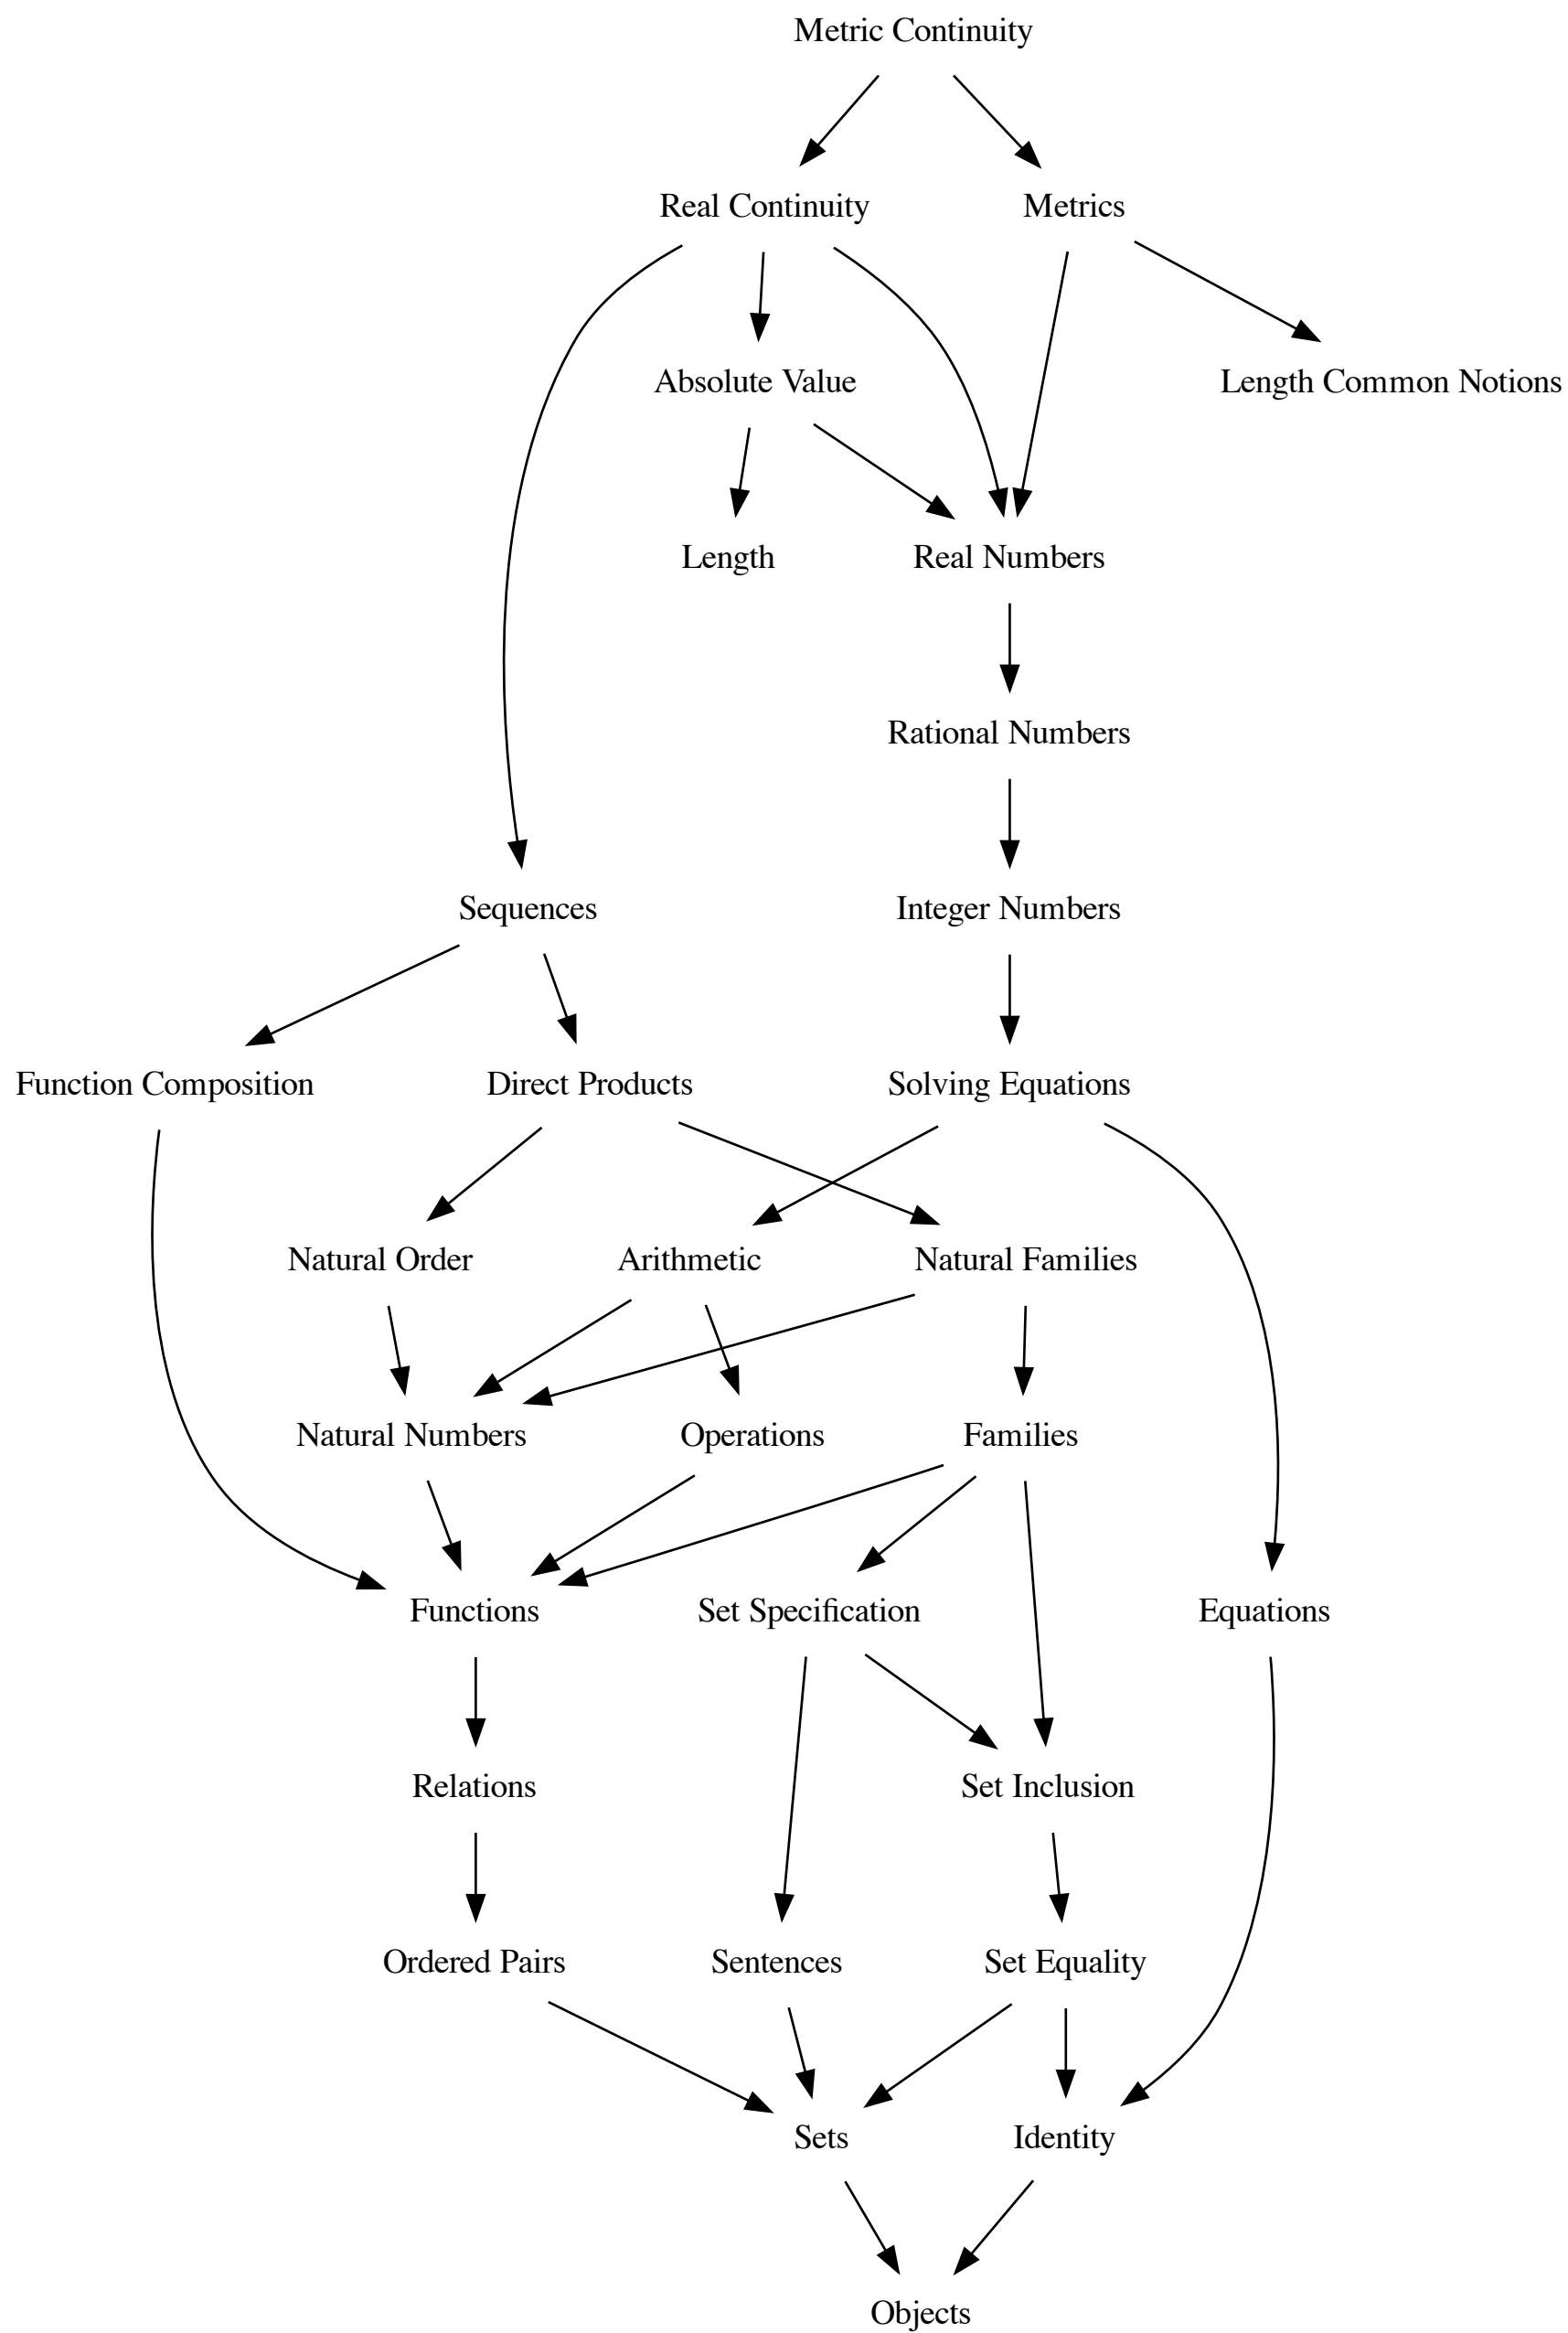 Metric Continuity
Real Continuity
Metrics
Absolute Value
Length Common Notions
Length
Real Numbers
Rational Numbers
Sequences
Integer Numbers
Function Composition
Direct Products
Solving Equations
Natural Order
Arithmetic
Natural Families
Natural Numbers
Operations
Families
Functions
Set Specification
Equations
Relations
Set Inclusion
Ordered Pairs
Sentences
Set Equality
Sets
Identity
Objects